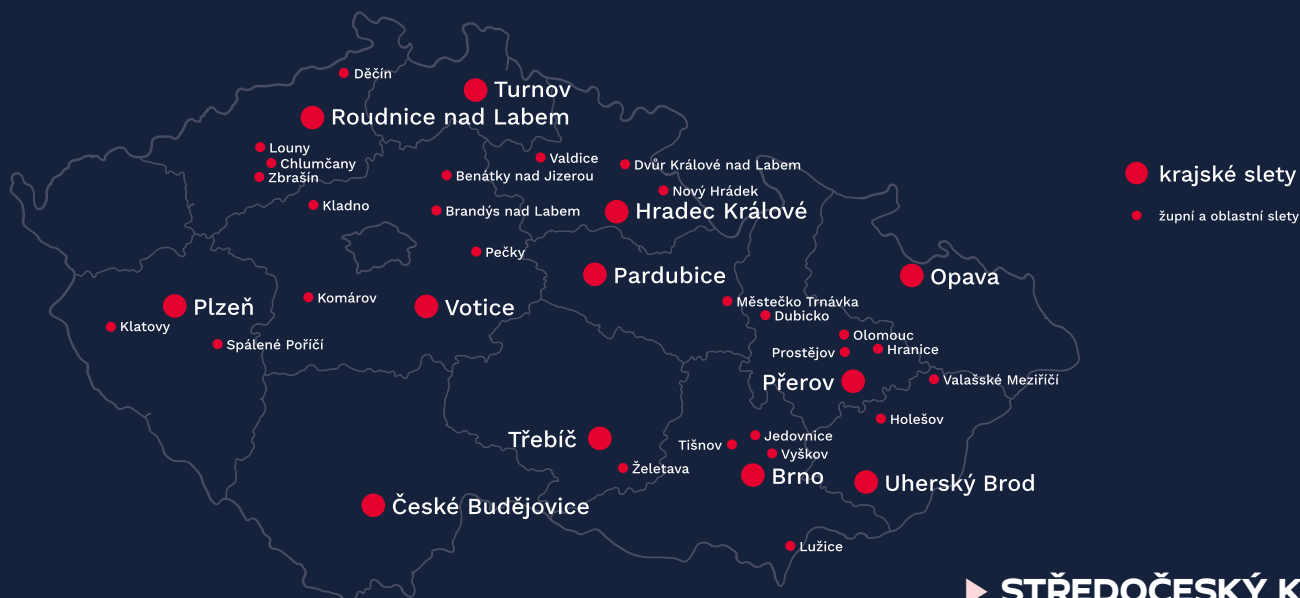 Děčín
Turnov
Roudnice nad Labem
Louny
Chlumčany
Zbrašín
Valdice
Dvůr Králové nad Labem
Benátky nad Jizerou
krajské slety
Nový Hrádek
Kladno
Brandýs nad Labem
Hradec Králové
župní a oblastní slety
Pečky
Pardubice
Opava
Komárov
Městečko Trnávka
Plzeň
Votice
Dubicko
Klatovy
Olomouc
Spálené Poříčí
Hranice
Prostějov
Přerov
Valašské Meziříčí
Holešov
Třebíč
Jedovnice
Tišnov
Vyškov
Želetava
Brno
Uherský Brod
České Budějovice
Lužice
STŘEDOČESKÝ K